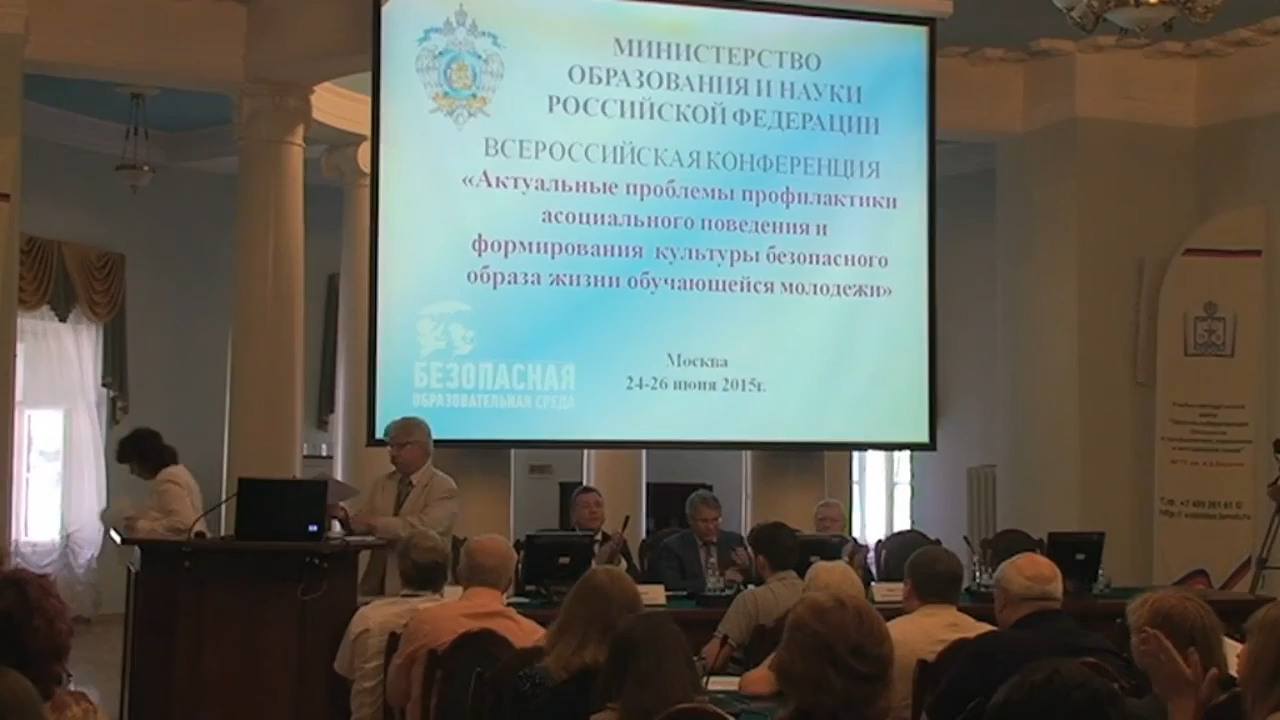 МИНИСТЕРСТВО
ОБРАЗОВАНИЯ И НАУКИ
РОССИЙСКОЙ ФЕДЕРАЦИИ
ВСЕРОССИЙСКАЯ КОНФЕРЕНЦИЯ
«Актуальные проблемы профилактики
асоциального поведения и
формирования культуры безопасного
образа жизни обучающейся молодежи»
БЕЗОПАСНАЯ
ОБРАЗОВАТЕЛЬНАЯ СРЕДА
Москва
24-26 июня 2015г.